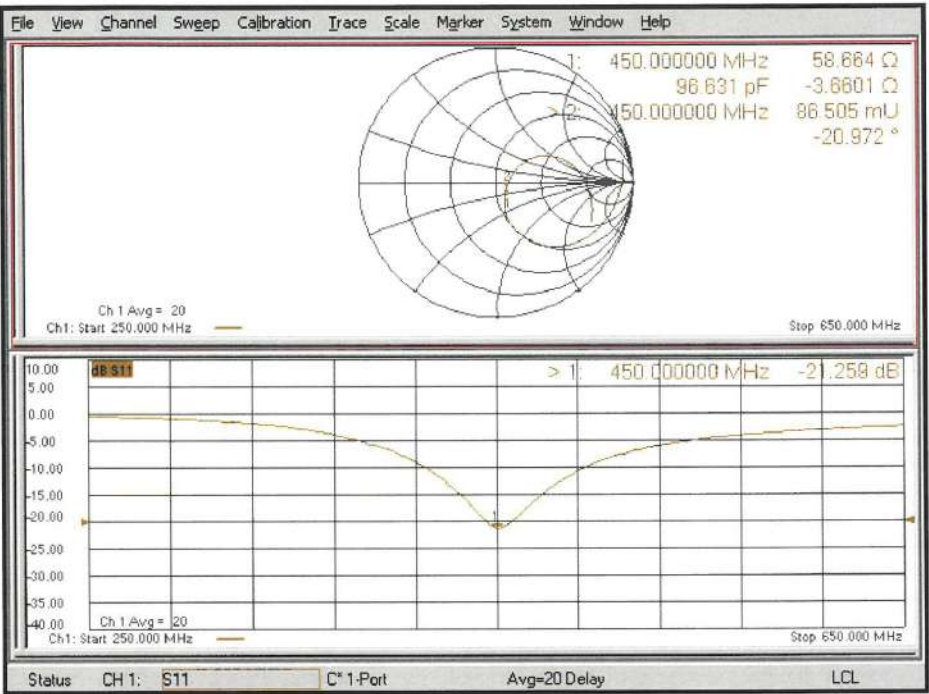 File View Channel Sweep Calibration Trace Scale Marker System Window Help
1: 450.000000 MHz 58.664 Ω
96.631 pF -3.6601 Ω
> 2: 450.000000 MHz 86.505 mU
-20.972 °
2
Ch 1 Avg = 20
Ch1: Start 250.000 MHz
Stop 650.000 MHz
10.00 dB S11
> 1: 450.000000 MHz -21.259 dB
5.00
0.00
-5.00
-10.00
-15.00
-20.00
1
-25.00
-30.00
-35.00
-40.00
Ch 1 Avg = 20
Ch1: Start 250.000 MHz
Stop 650.000 MHz
Status CH 1: S11 C* 1-Port Avg=20 Delay LCL